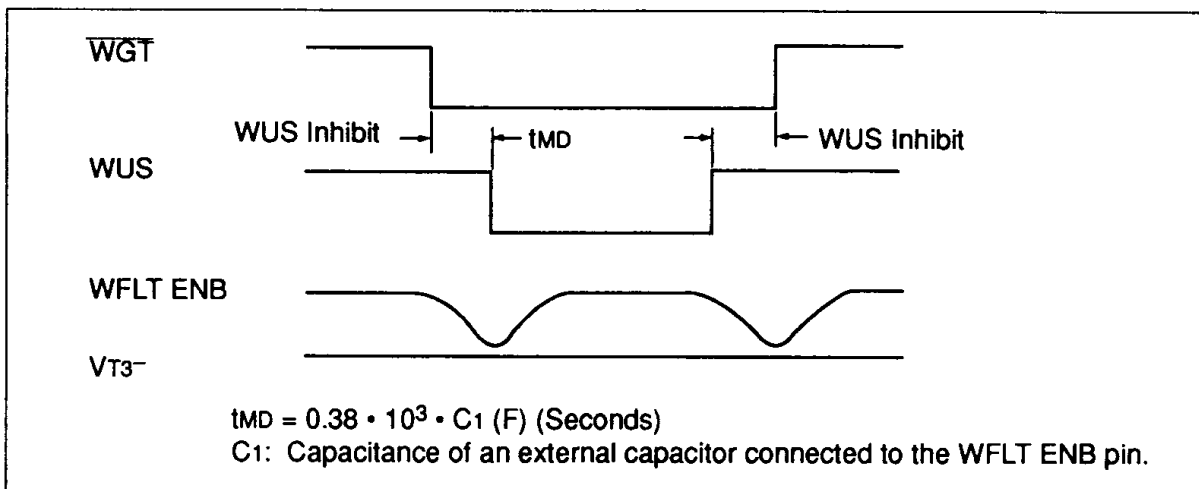 W̅G̅T̅
WUS Inhibit tMD WUS Inhibit
WUS
WFLT ENB
VT3−
tMD = 0.38 • 10³ • C1 (F) (Seconds)
C1: Capacitance of an external capacitor connected to the WFLT ENB pin.